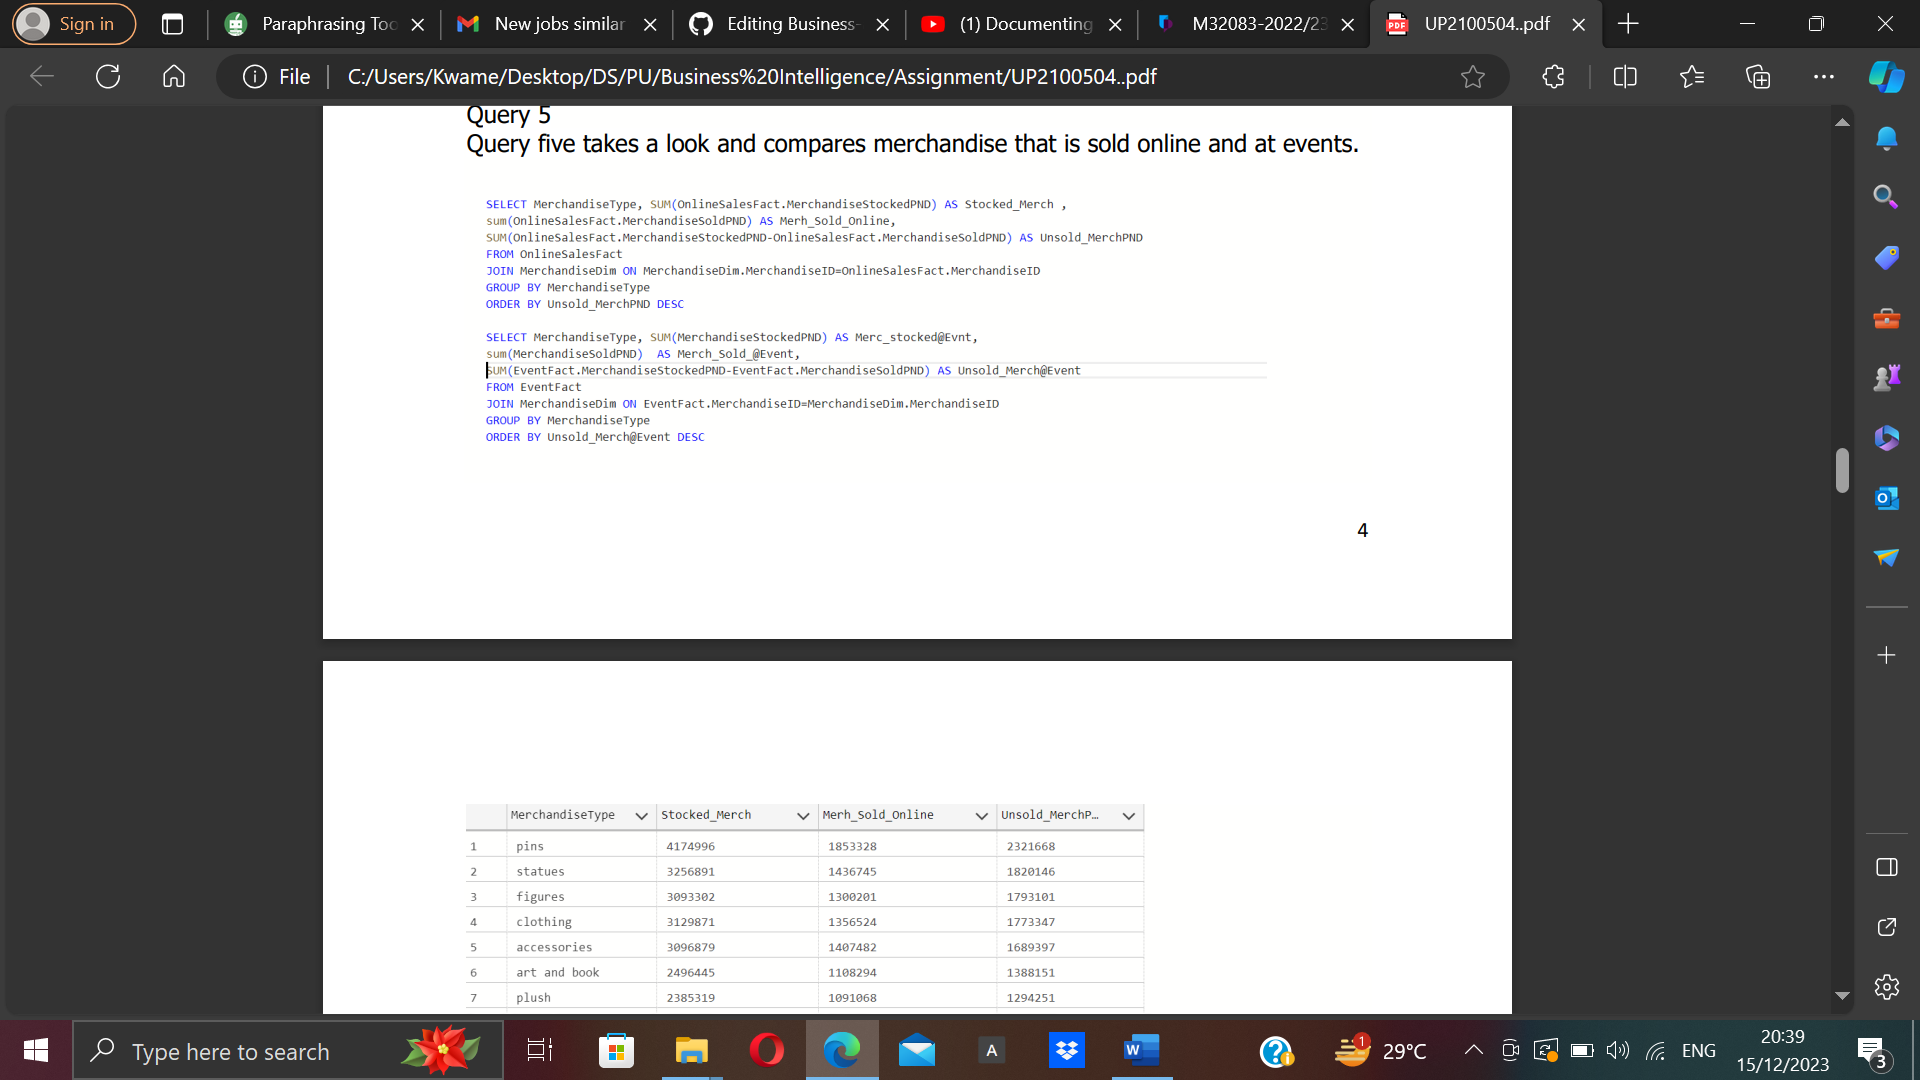 Sign in
Paraphrasing Too
New jobs similar
Editing Business-
(1) Documenting
M32083-2022/23
UP2100504..pdf
File
C:/Users/Kwame/Desktop/DS/PU/Business%20Intelligence/Assignment/UP2100504..pdf
Query 5
Query five takes a look and compares merchandise that is sold online and at events.
SELECT MerchandiseType, SUM(OnlineSalesFact.MerchandiseStockedPND) AS Stocked_Merch ,
sum(OnlineSalesFact.MerchandiseSoldPND) AS Merh_Sold_Online,
SUM(OnlineSalesFact.MerchandiseStockedPND-OnlineSalesFact.MerchandiseSoldPND) AS Unsold_MerchPND
FROM OnlineSalesFact
JOIN MerchandiseDim ON MerchandiseDim.MerchandiseID=OnlineSalesFact.MerchandiseID
GROUP BY MerchandiseType
ORDER BY Unsold_MerchPND DESC
SELECT MerchandiseType, SUM(MerchandiseStockedPND) AS Merc_stocked@Evnt,
sum(MerchandiseSoldPND)  AS Merch_Sold_@Event,
SUM(EventFact.MerchandiseStockedPND-EventFact.MerchandiseSoldPND) AS Unsold_Merch@Event
FROM EventFact
JOIN MerchandiseDim ON EventFact.MerchandiseID=MerchandiseDim.MerchandiseID
GROUP BY MerchandiseType
ORDER BY Unsold_Merch@Event DESC
4
MerchandiseType Stocked_Merch Merh_Sold_Online Unsold_MerchP…
1 pins 4174996 1853328 2321668
2 statues 3256891 1436745 1820146
3 figures 3093302 1300201 1793101
4 clothing 3129871 1356524 1773347
5 accessories 3096879 1407482 1689397
6 art and book 2496445 1108294 1388151
7 plush 2385319 1091068 1294251
Type here to search
1
29°C
ENG
20:39
15/12/2023
3